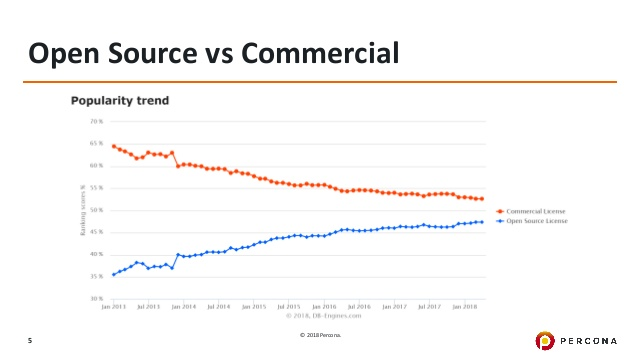 Open Source vs Commercial
Popularity trend
70 %
65 %
60 %
55 %
50 %
45 %
40 %
35 %
30 %
Ranking scores %
Jan 2013 Jul 2013 Jan 2014 Jul 2014 Jan 2015 Jul 2015 Jan 2016 Jul 2016 Jan 2017 Jul 2017 Jan 2018
Commercial License
Open Source License
© 2018, DB-Engines.com
5
© 2018 Percona.
PERCONA